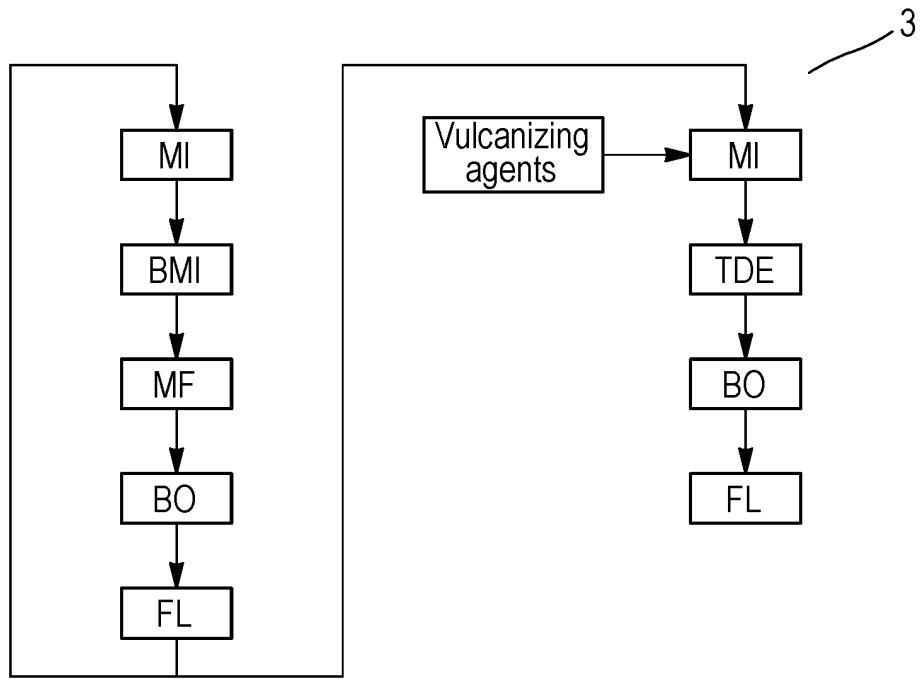 3
MI
BMI
MF
BO
FL
Vulcanizing
agents
MI
TDE
BO
FL